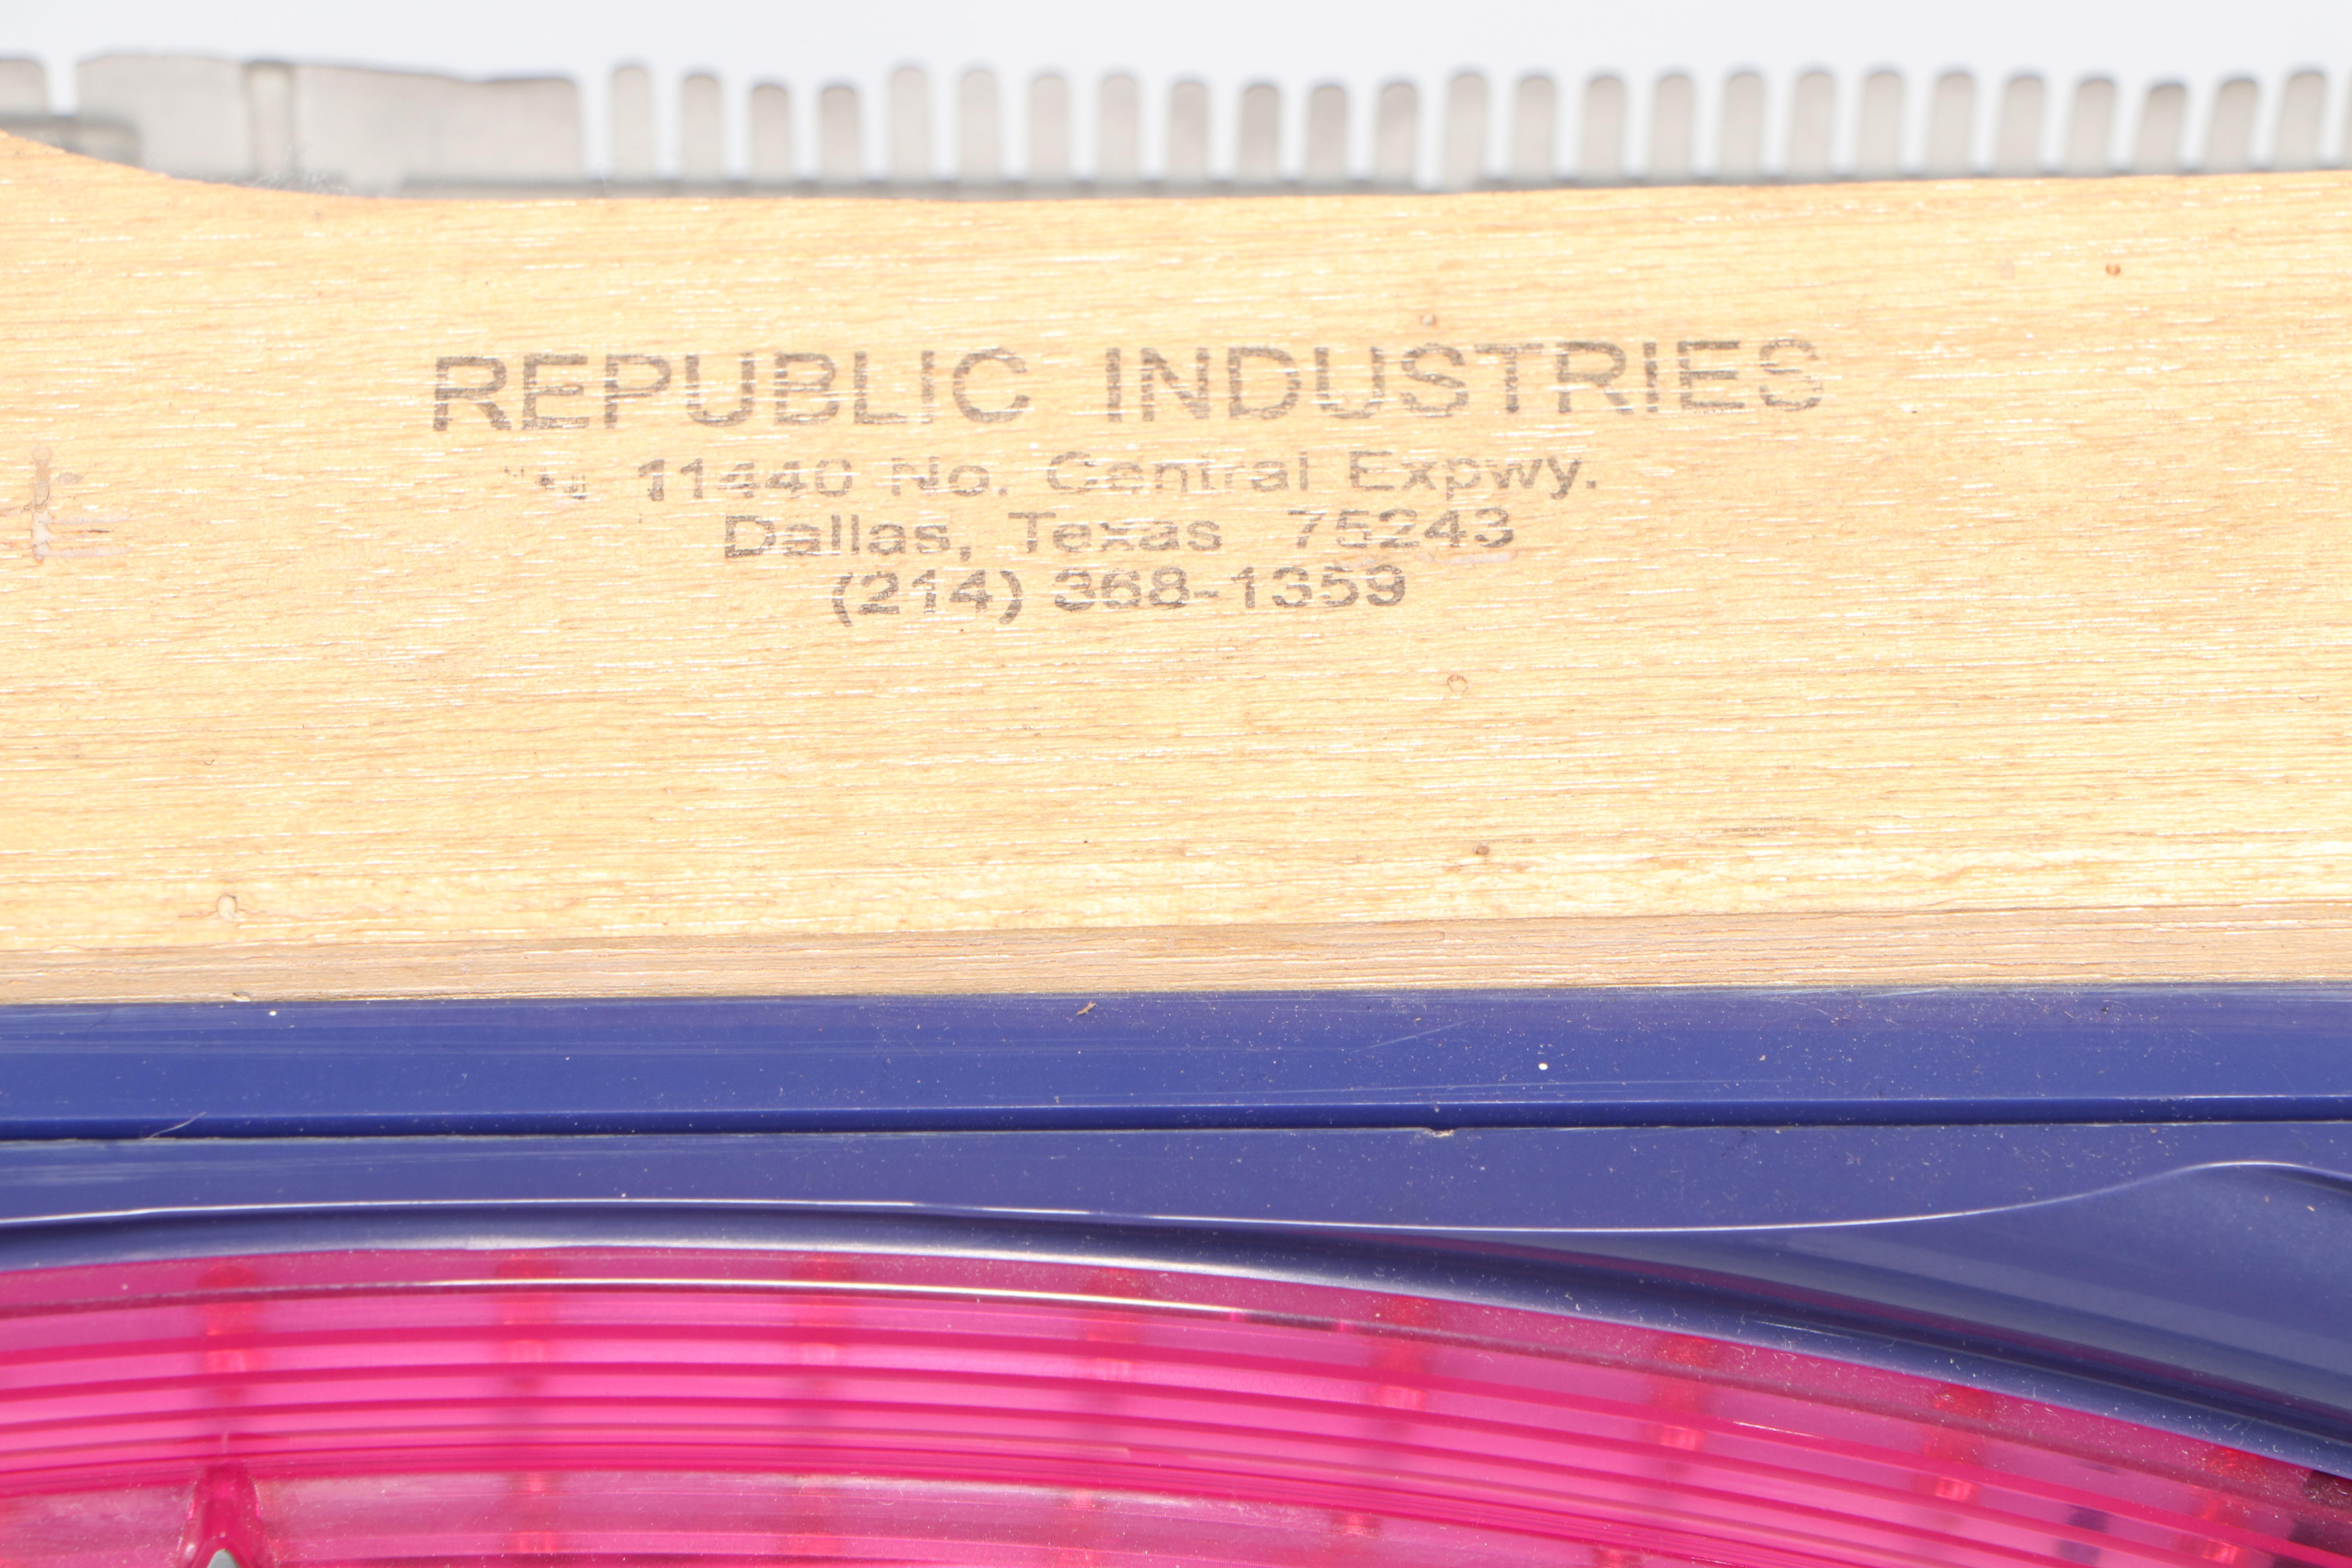 REPUBLIC INDUSTRIES
11440 No. Central Expwy.
Dallas, Texas 75243
(214) 368-1359